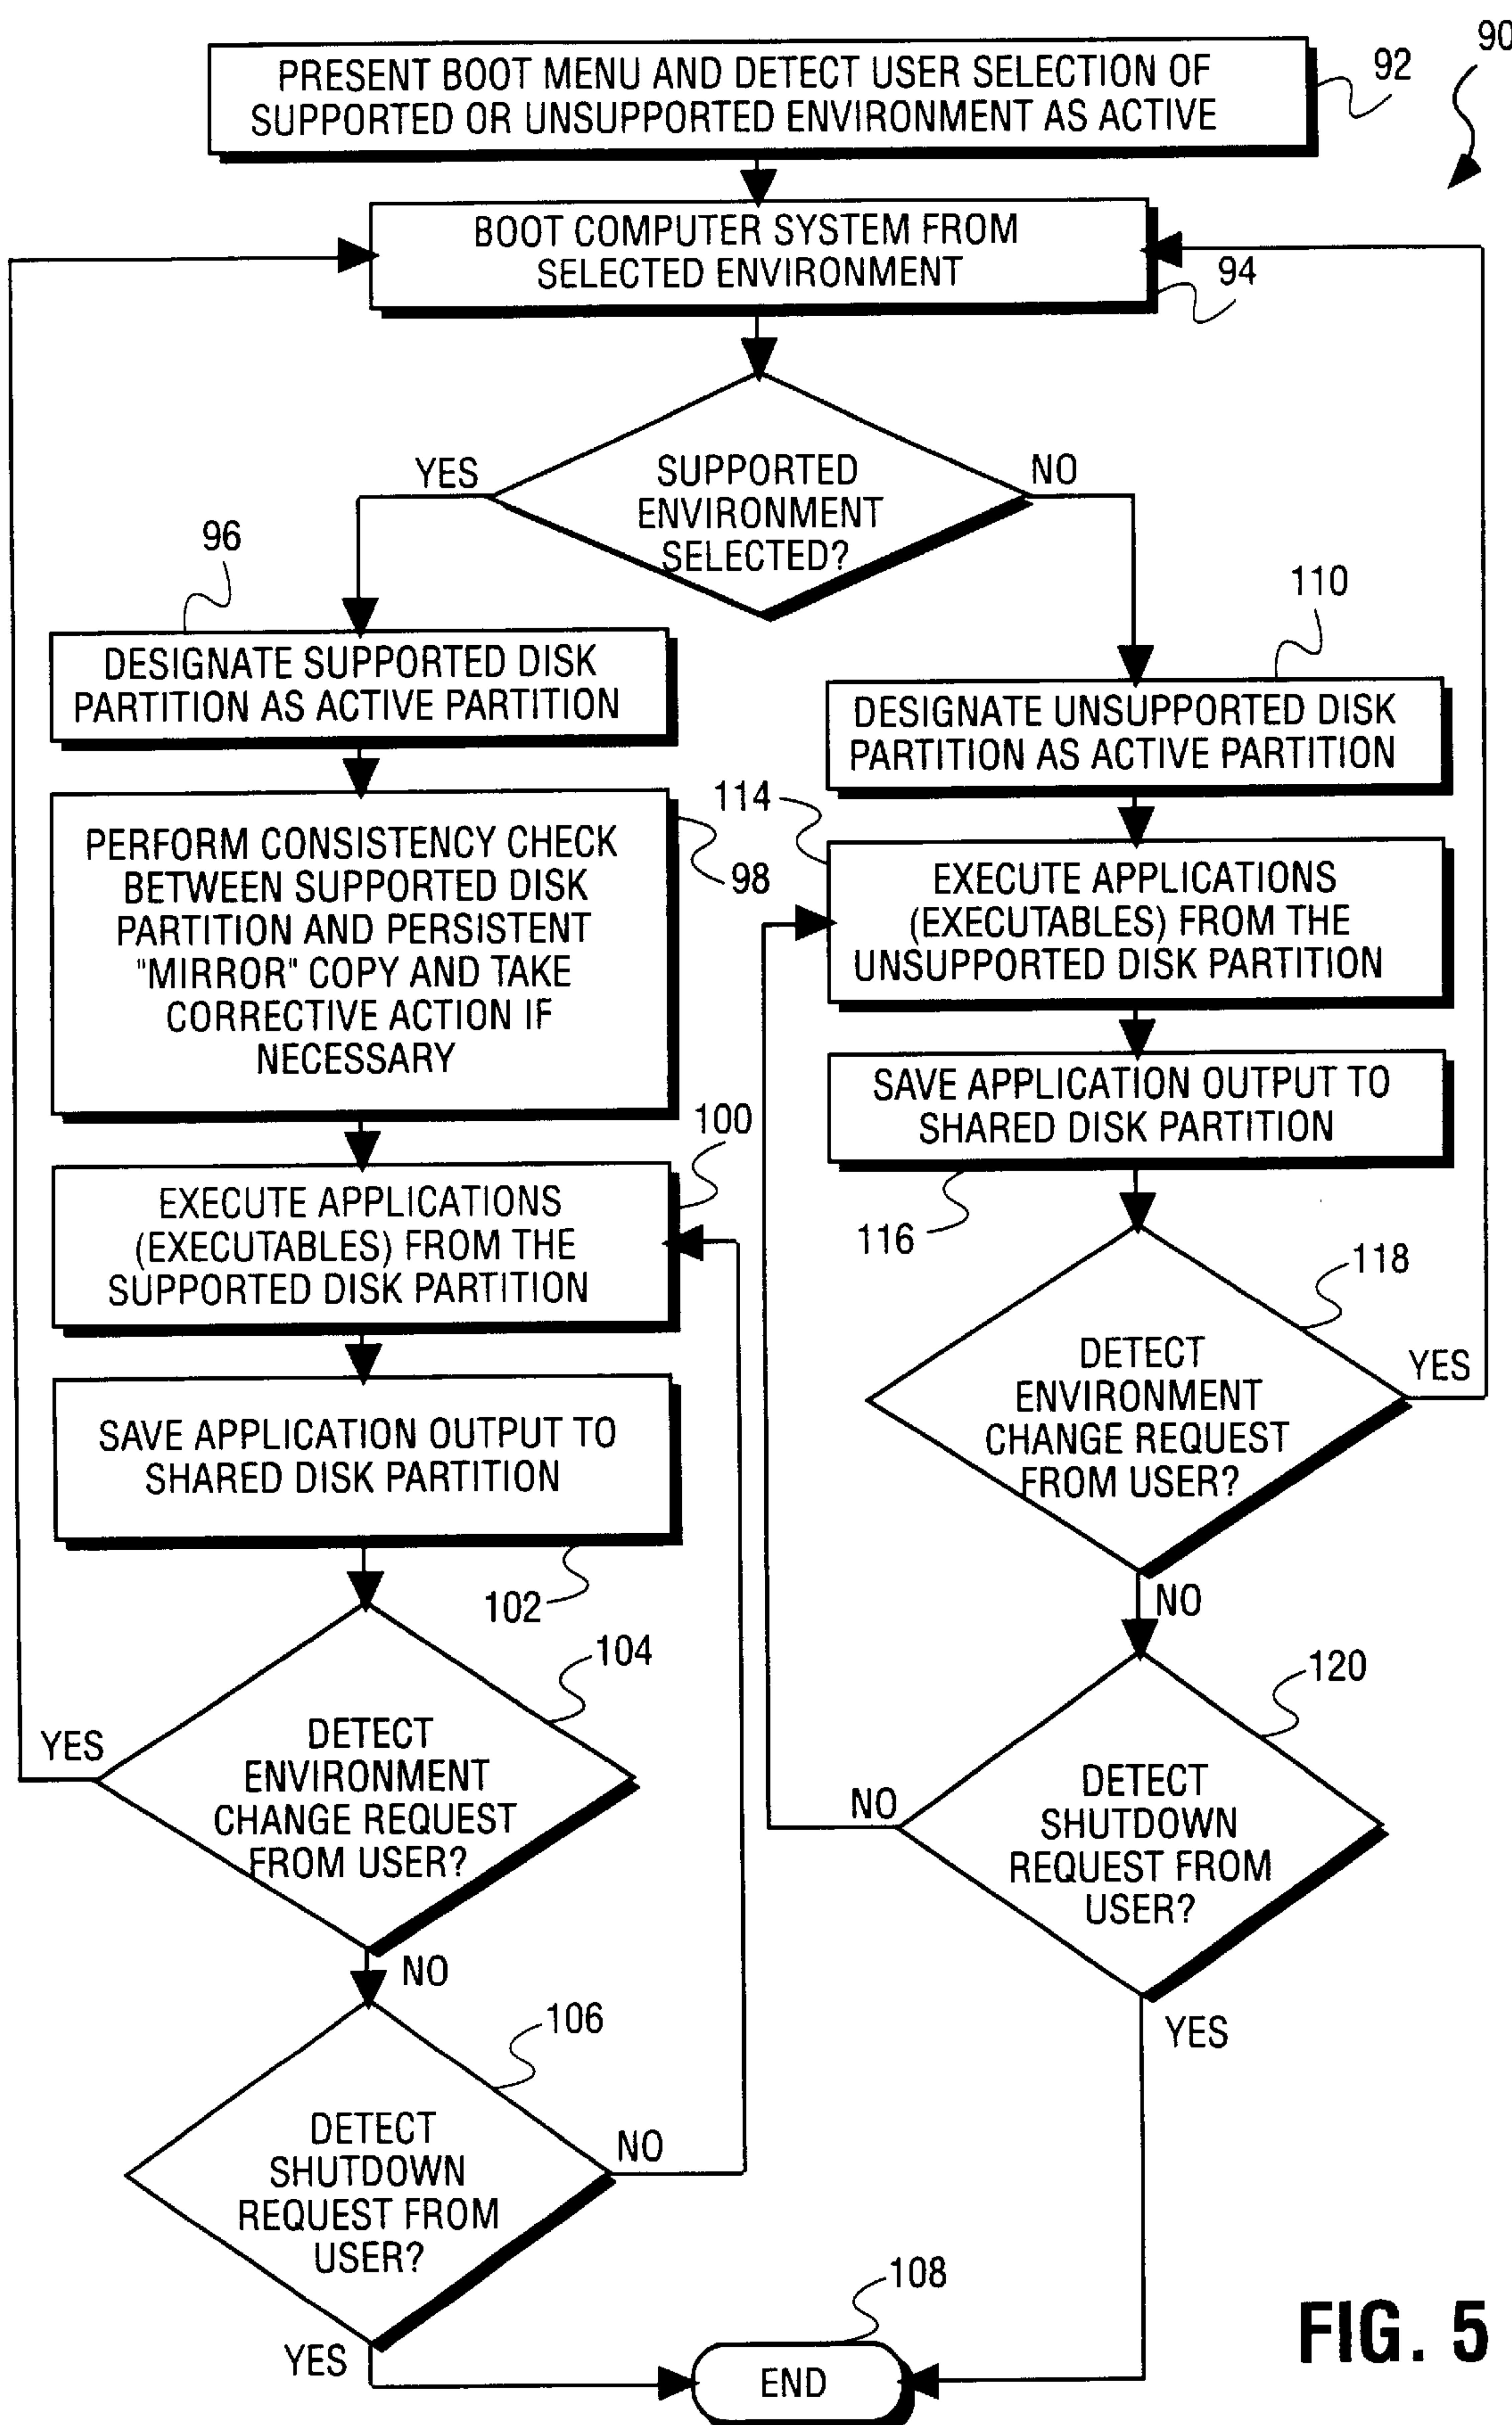 90
PRESENT BOOT MENU AND DETECT USER SELECTION OF
SUPPORTED OR UNSUPPORTED ENVIRONMENT AS ACTIVE
92
BOOT COMPUTER SYSTEM FROM
SELECTED ENVIRONMENT
94
SUPPORTED
ENVIRONMENT
SELECTED?
YES
NO
96
DESIGNATE SUPPORTED DISK
PARTITION AS ACTIVE PARTITION
PERFORM CONSISTENCY CHECK
BETWEEN SUPPORTED DISK
PARTITION AND PERSISTENT
"MIRROR" COPY AND TAKE
CORRECTIVE ACTION IF
NECESSARY
98
100
EXECUTE APPLICATIONS
(EXECUTABLES) FROM THE
SUPPORTED DISK PARTITION
SAVE APPLICATION OUTPUT TO
SHARED DISK PARTITION
102
104
DETECT
ENVIRONMENT
CHANGE REQUEST
FROM USER?
YES
NO
106
DETECT
SHUTDOWN
REQUEST FROM
USER?
NO
YES
110
DESIGNATE UNSUPPORTED DISK
PARTITION AS ACTIVE PARTITION
114
EXECUTE APPLICATIONS
(EXECUTABLES) FROM THE
UNSUPPORTED DISK PARTITION
SAVE APPLICATION OUTPUT TO
SHARED DISK PARTITION
116
118
DETECT
ENVIRONMENT
CHANGE REQUEST
FROM USER?
YES
NO
120
DETECT
SHUTDOWN
REQUEST FROM
USER?
NO
YES
108
END
FIG. 5